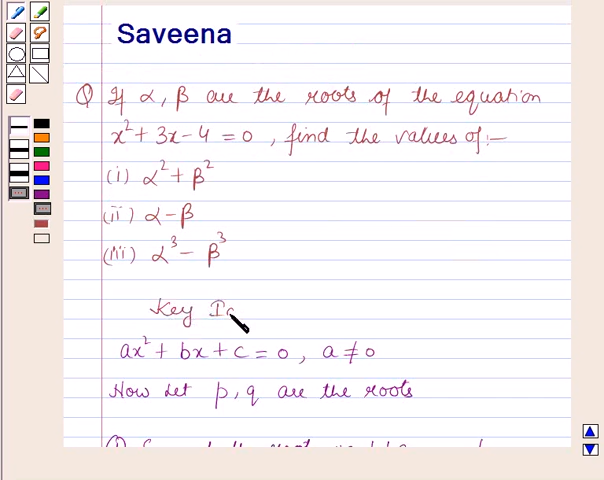 Saveena
Q If α, β are the roots of the equation
x² + 3x - 4 = 0 , find the values of :-
(i) α² + β²
(ii) α - β
(iii) α³ - β³
Key
ax² + bx + c = 0 , a ≠ 0
Now Let p, q are the roots